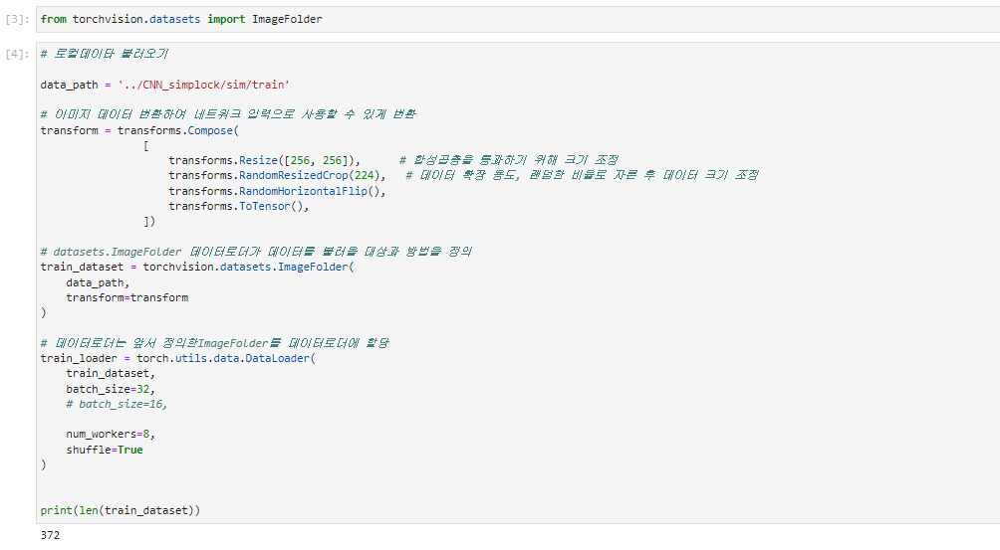 [3]: from torchvision.datasets import ImageFolder
[4]: # 로컬데이타 불러오기
data_path = '../CNN_simplock/sim/train'
# 이미지 데이터 변환하여 네트워크 입력으로 사용할 수 있게 변환
transform = transforms.Compose(
[
transforms.Resize([256, 256]), # 합성곱층을 통과하기 위해 크기 조정
transforms.RandomResizedCrop(224), # 데이터 확장 용도, 랜덤한 비율로 자른 후 데이터 크기 조정
transforms.RandomHorizontalFlip(),
transforms.ToTensor(),
])
# datasets.ImageFolder 데이터로더가 데이터를 불러올 대상과 방법을 정의
train_dataset = torchvision.datasets.ImageFolder(
data_path,
transform=transform
)
# 데이터로더는 앞서 정의한ImageFolder를 데이터로더에 할당
train_loader = torch.utils.data.DataLoader(
train_dataset,
batch_size=32,
# batch_size=16,
num_workers=8,
shuffle=True
)
print(len(train_dataset))
372